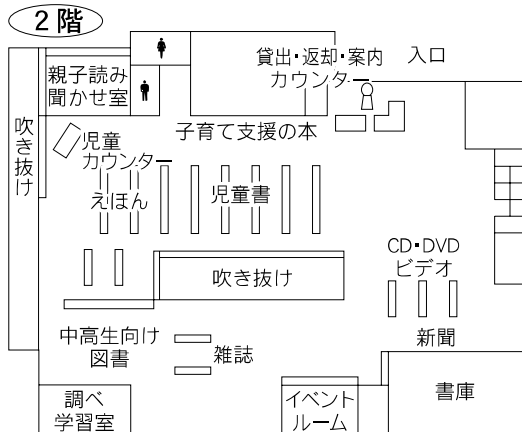 2階
貸出・返却・案内
カウンター
入口
親子読み
聞かせ室
吹き抜け
子育て支援の本
児童
カウンター
えほん
児童書
CD・DVD
ビデオ
吹き抜け
中高生向け
図書
雑誌
新聞
調べ
学習室
イベント
ルーム
書庫